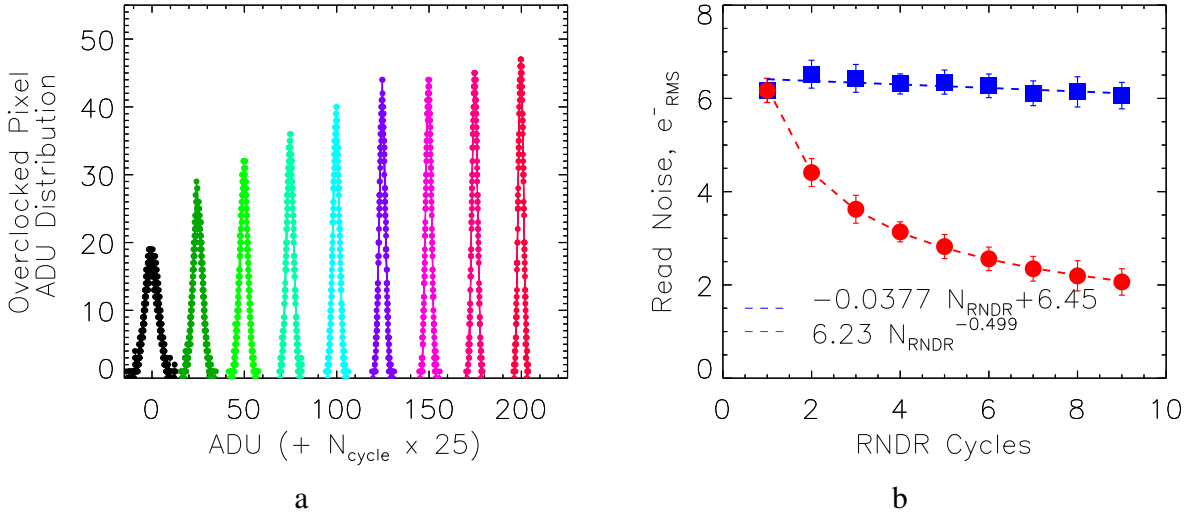 50
40
30
20
10
0
Overclocked Pixel
ADU Distribution
0 50 100 150 200
ADU (+ N_cycle x 25)
a
8
6
4
2
0
Read Noise, e⁻_RMS
−0.0377 N_RNDR+6.45
6.23 N_RNDR^−0.499
0 2 4 6 8 10
RNDR Cycles
b